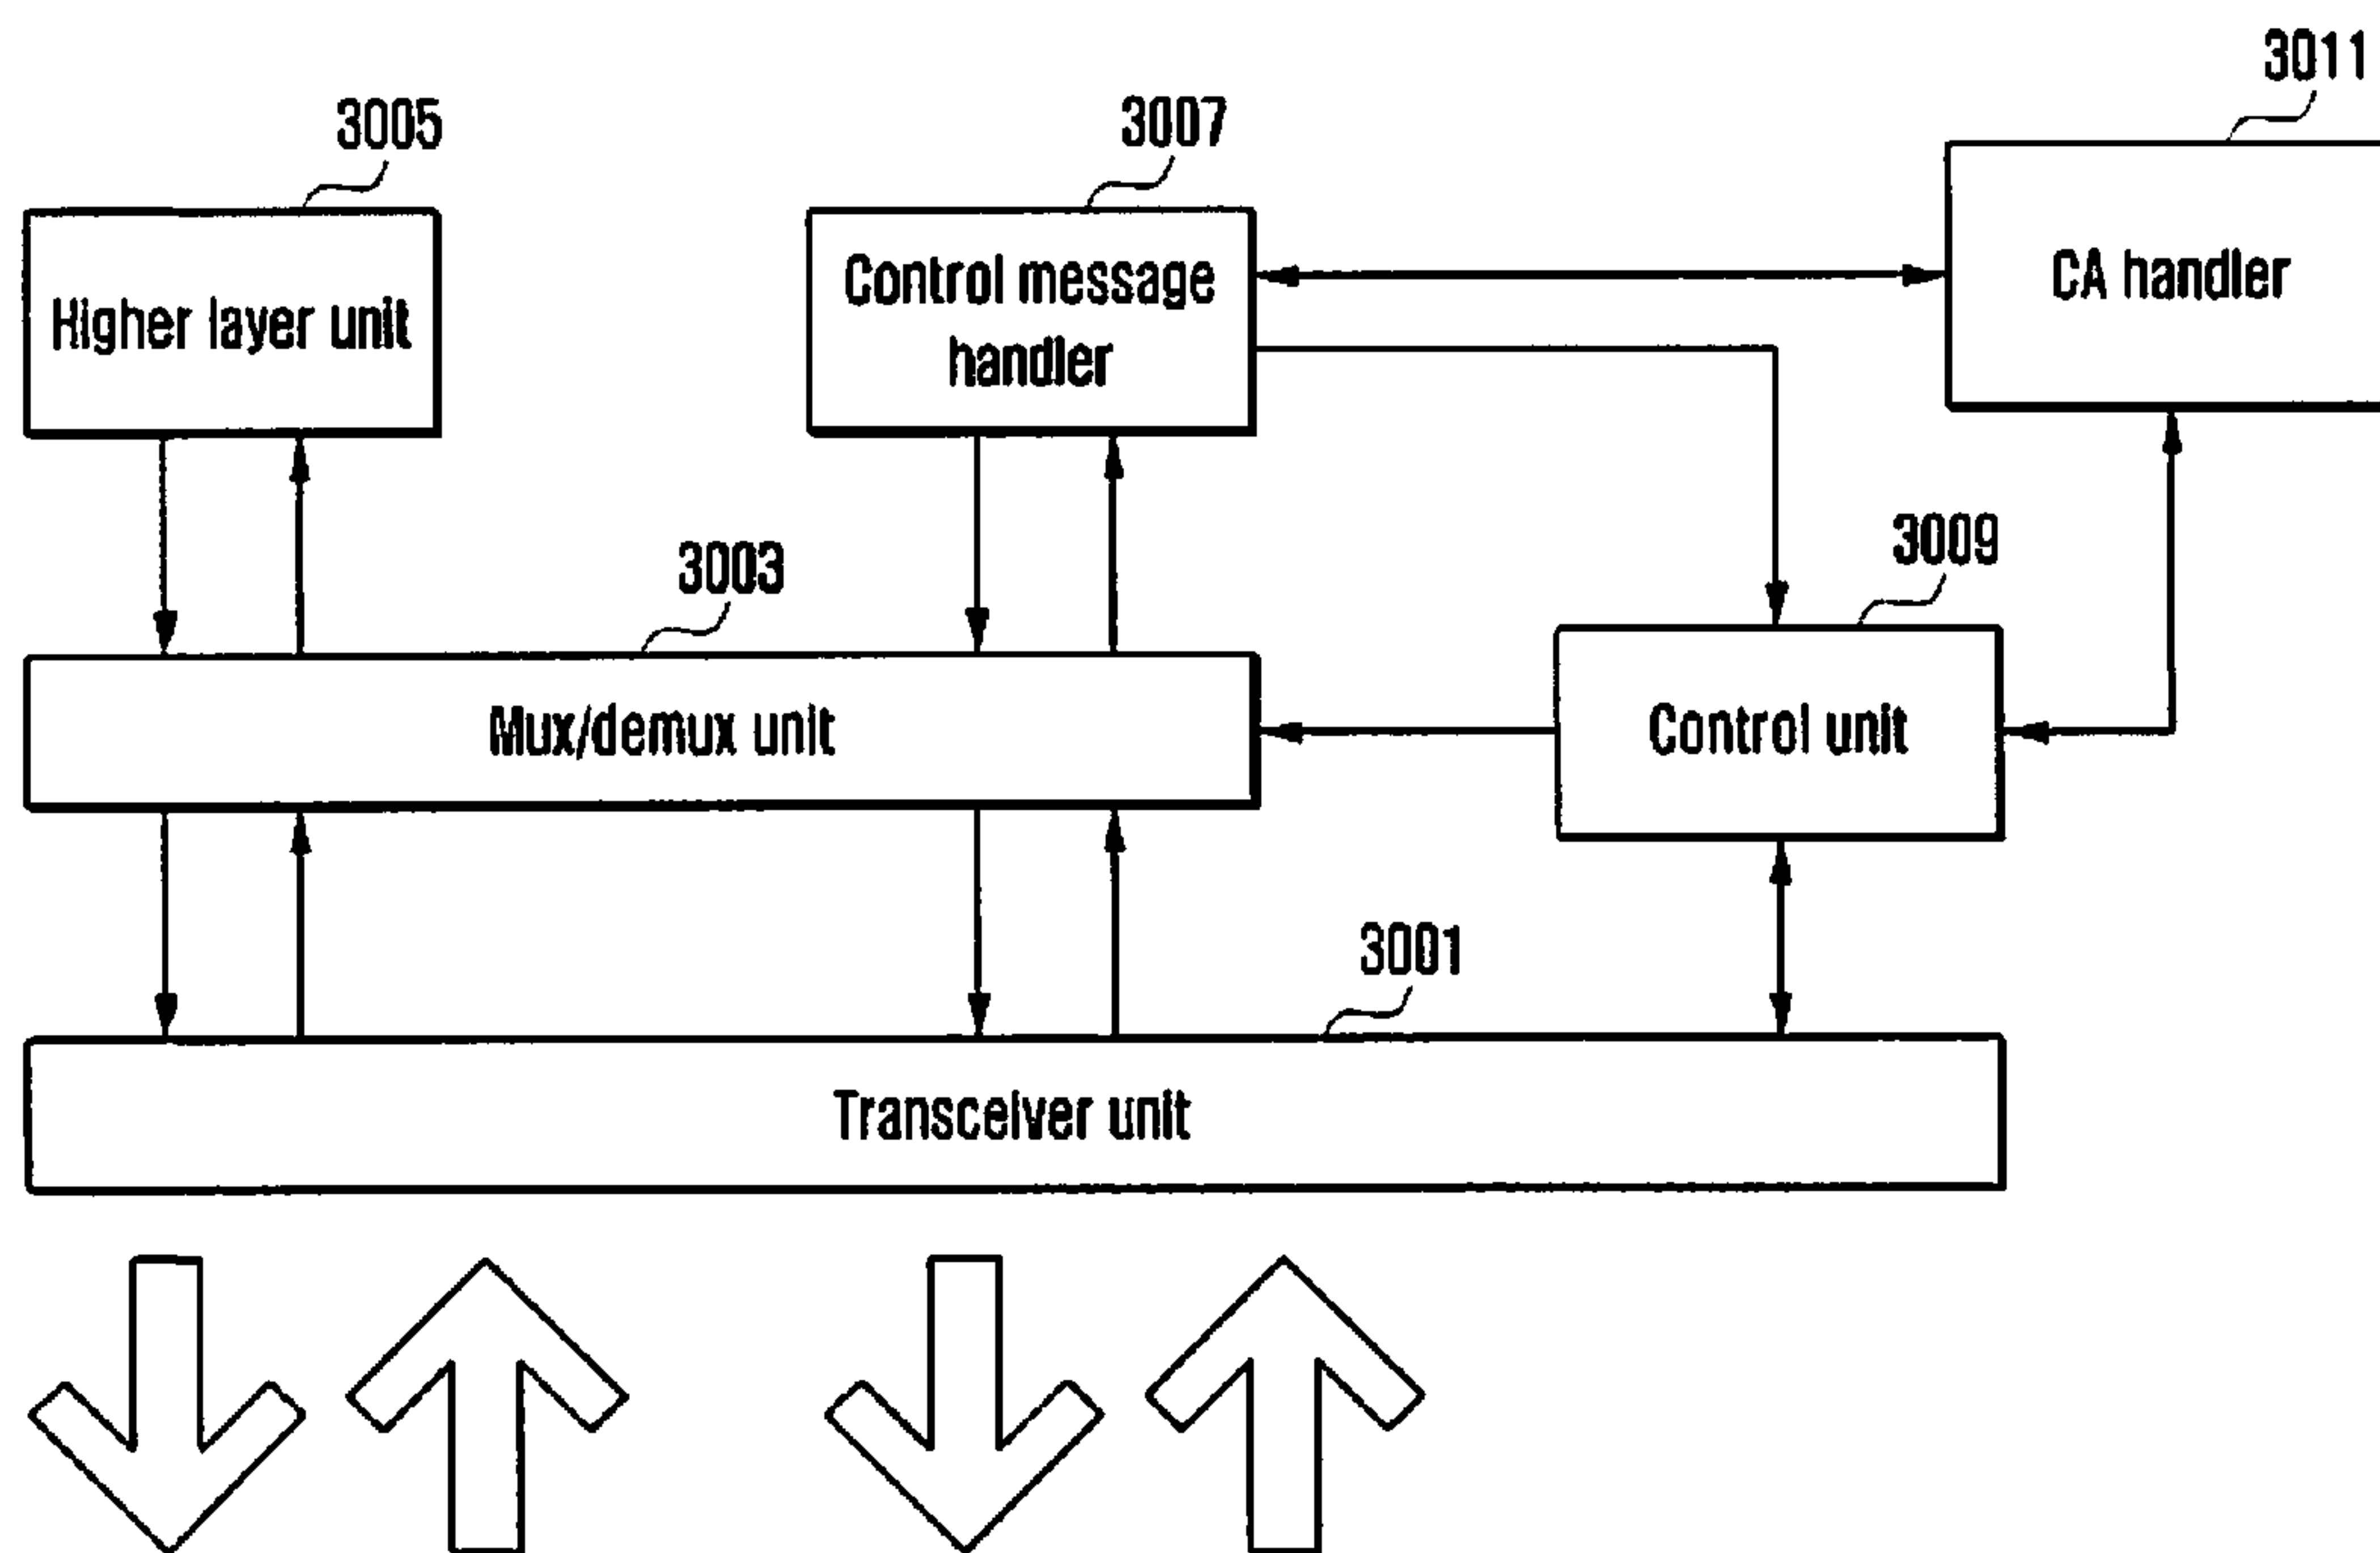 3011
3005
3007
Higher layer unit
Control message
handler
CA handler
3003
3009
Mux/demux unit
Control unit
3001
Transceiver unit